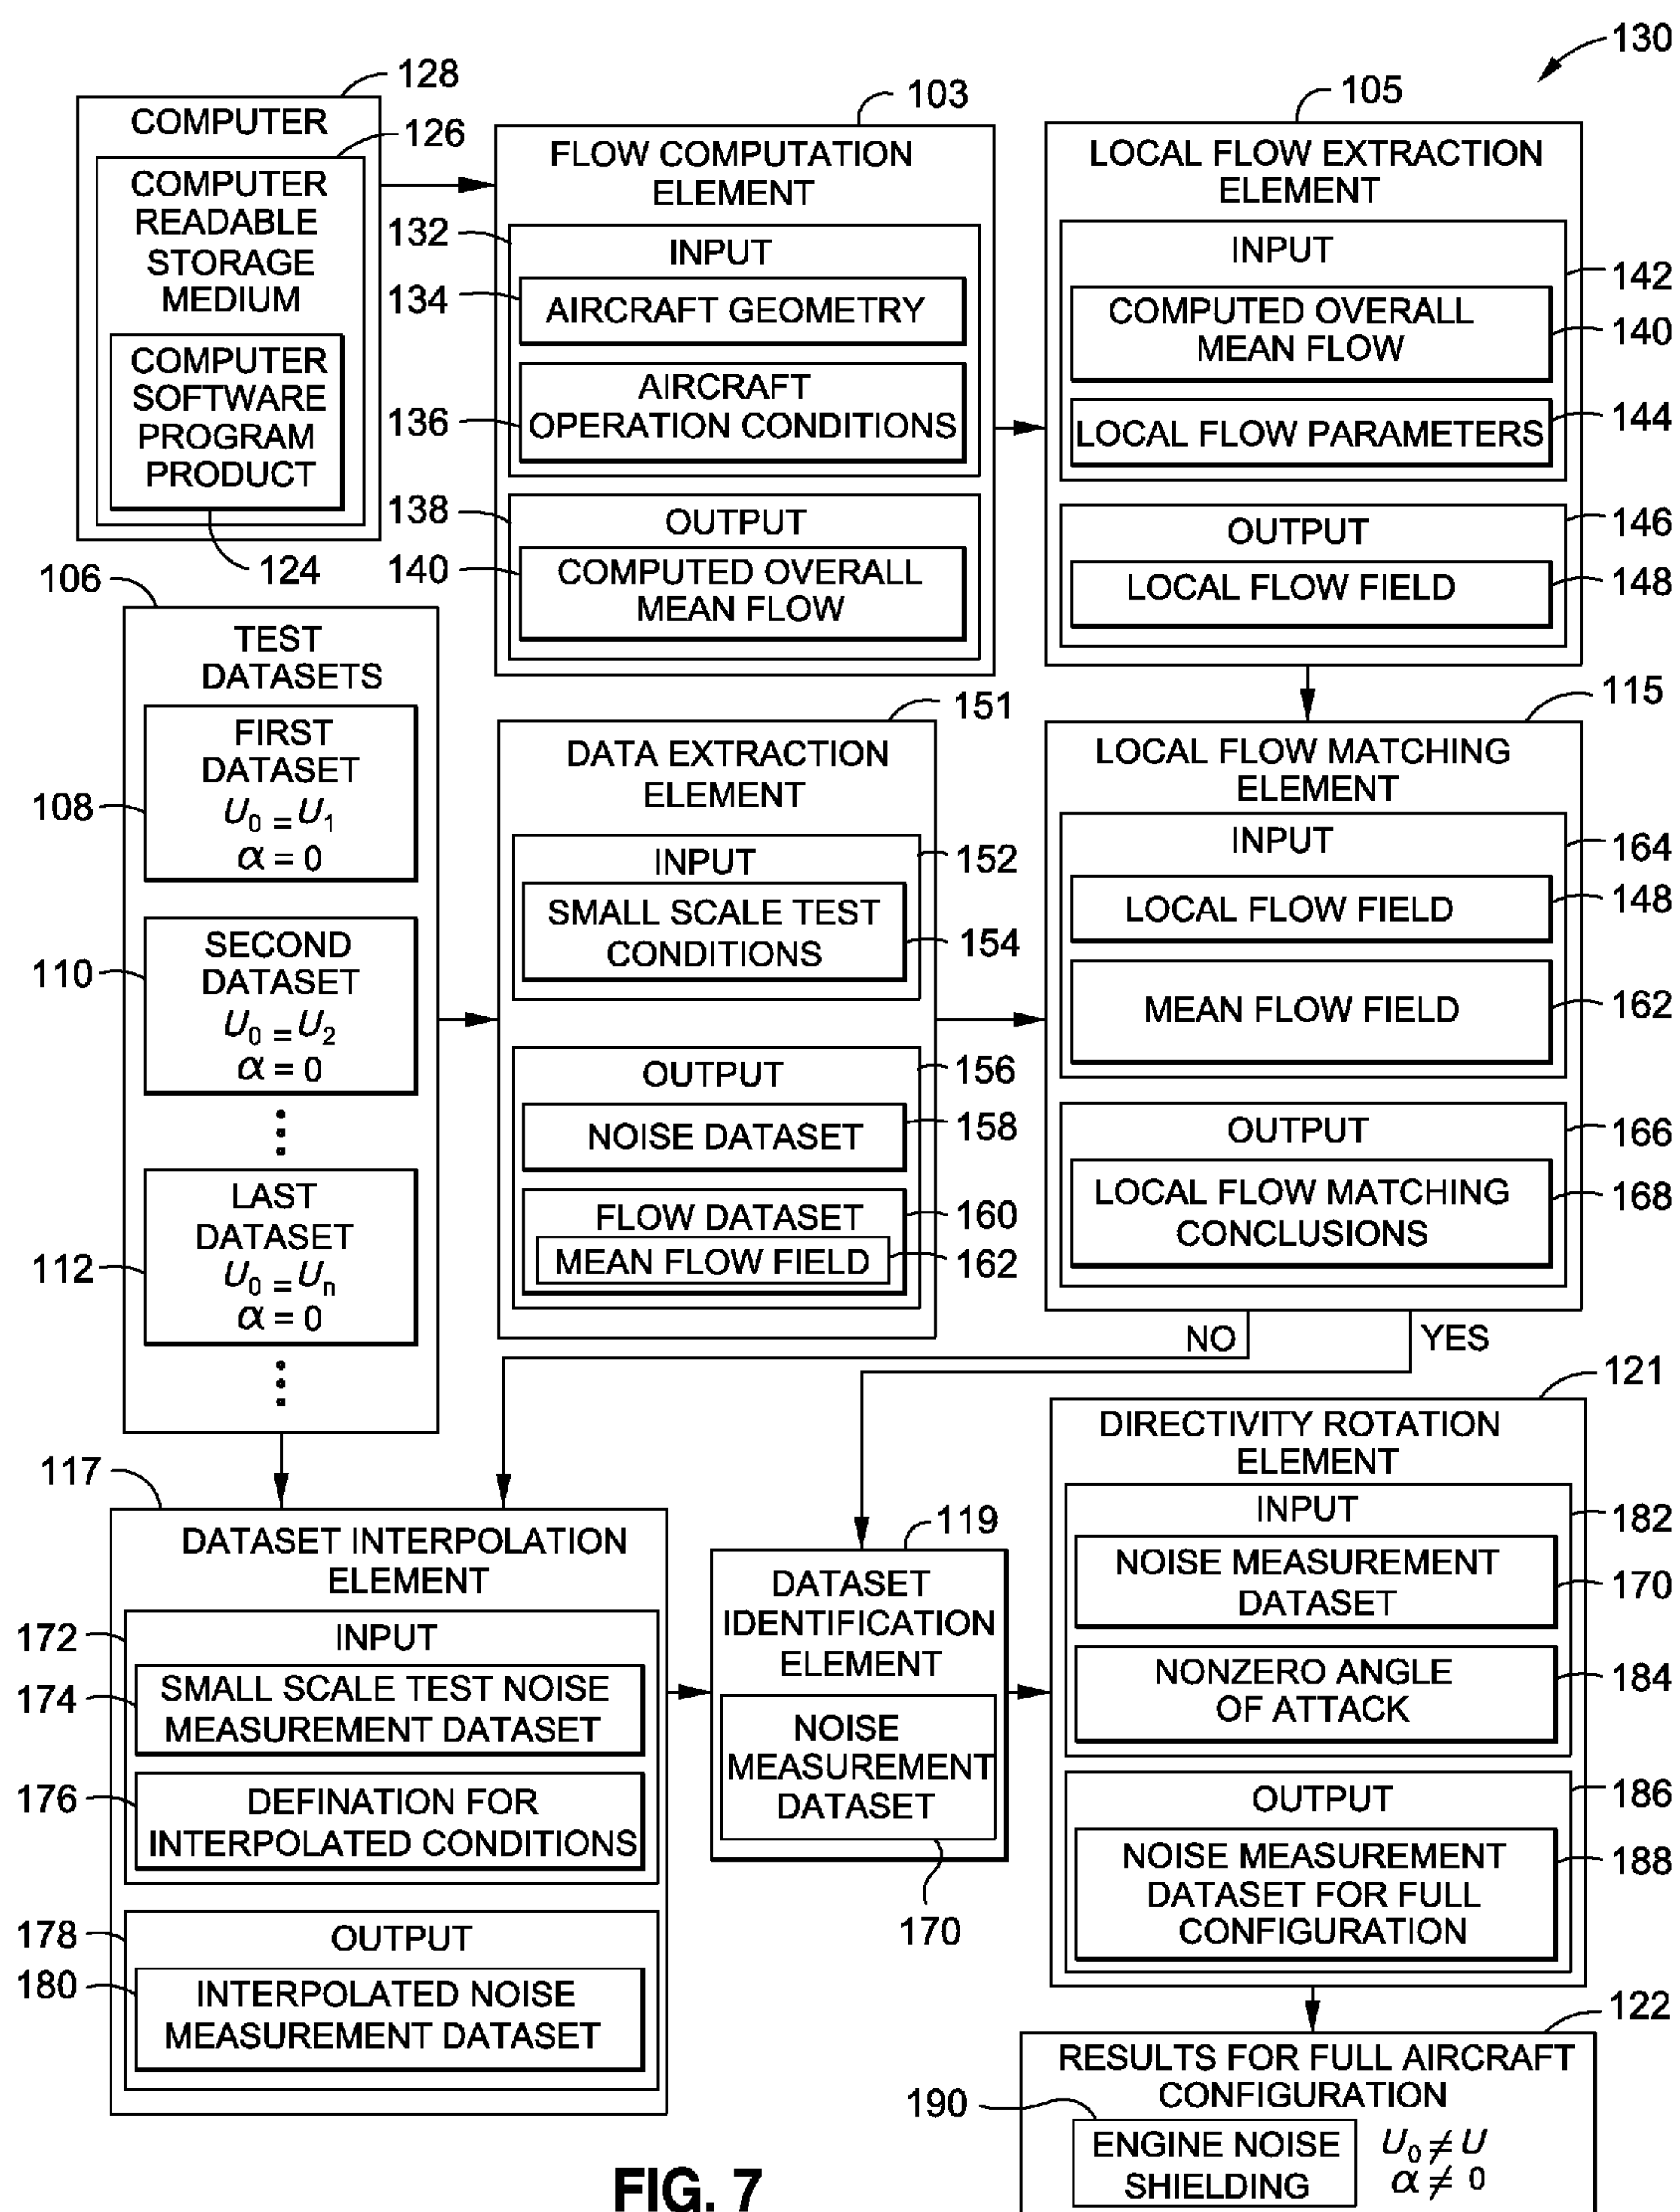 130
128
COMPUTER
126
COMPUTER
READABLE
STORAGE
MEDIUM
COMPUTER
SOFTWARE
PROGRAM
PRODUCT
124
103
FLOW COMPUTATION
ELEMENT
132
INPUT
134
AIRCRAFT GEOMETRY
136
AIRCRAFT
OPERATION CONDITIONS
138
OUTPUT
140
COMPUTED OVERALL
MEAN FLOW
105
LOCAL FLOW EXTRACTION
ELEMENT
INPUT
142
COMPUTED OVERALL
MEAN FLOW
140
LOCAL FLOW PARAMETERS
144
OUTPUT
146
LOCAL FLOW FIELD
148
106
TEST
DATASETS
108
FIRST
DATASET
U₀ = U₁
α = 0
110
SECOND
DATASET
U₀ = U₂
α = 0
112
LAST
DATASET
U₀ = Uₙ
α = 0
151
DATA EXTRACTION
ELEMENT
INPUT
152
SMALL SCALE TEST
CONDITIONS
154
OUTPUT
156
NOISE DATASET
158
FLOW DATASET
160
MEAN FLOW FIELD
162
115
LOCAL FLOW MATCHING
ELEMENT
INPUT
164
LOCAL FLOW FIELD
148
MEAN FLOW FIELD
162
OUTPUT
166
LOCAL FLOW MATCHING
CONCLUSIONS
168
NO
YES
117
DATASET INTERPOLATION
ELEMENT
172
INPUT
174
SMALL SCALE TEST NOISE
MEASUREMENT DATASET
176
DEFINATION FOR
INTERPOLATED CONDITIONS
178
OUTPUT
180
INTERPOLATED NOISE
MEASUREMENT DATASET
119
DATASET
IDENTIFICATION
ELEMENT
NOISE
MEASUREMENT
DATASET
170
121
DIRECTIVITY ROTATION
ELEMENT
INPUT
182
NOISE MEASUREMENT
DATASET
170
NONZERO ANGLE
OF ATTACK
184
OUTPUT
186
NOISE MEASUREMENT
DATASET FOR FULL
CONFIGURATION
188
122
RESULTS FOR FULL AIRCRAFT
CONFIGURATION
190
ENGINE NOISE
SHIELDING
U₀ ≠ U
α ≠ 0
FIG. 7